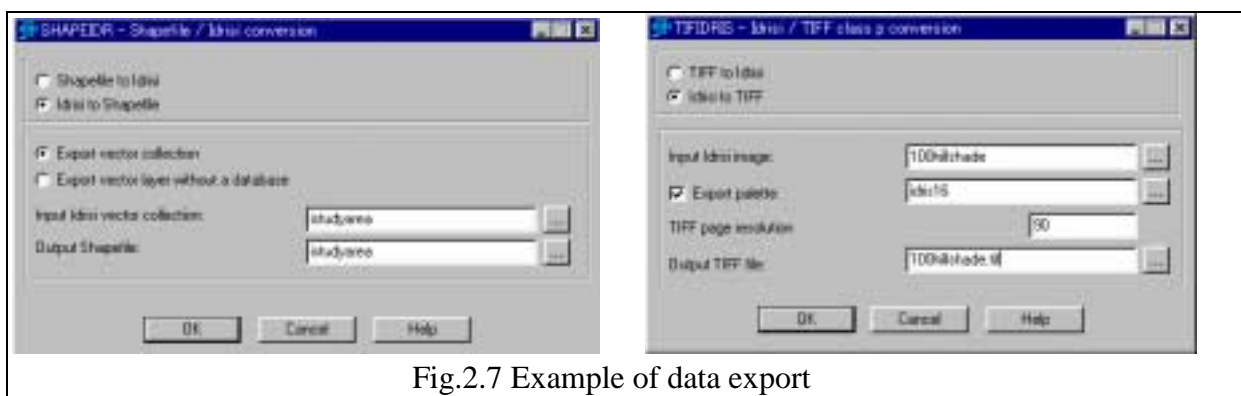 SHAPEIDR - Shapefile / Idrisi conversion
Shapefile to Idrisi
Idrisi to Shapefile
Export vector collection
Export vector layer without a database
Input Idrisi vector collection:
studyarea
Output Shapefile:
studyarea
OK
Cancel
Help
TIFIDRIS - Idrisi / TIFF class p conversion
TIFF to Idrisi
Idrisi to TIFF
Input Idrisi image:
100hillshade
...
Export palette
idris16
...
TIFF page resolution
90
Output TIFF file:
100hillshade.tif
...
OK
Cancel
Help
Fig.2.7 Example of data export